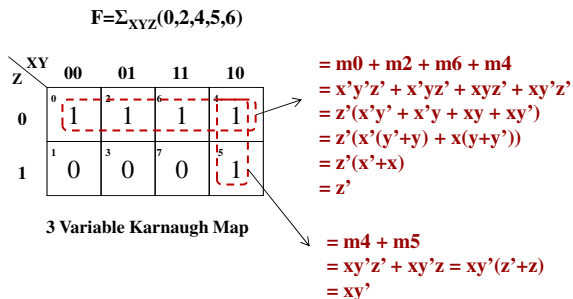 F=ΣXYZ(0,2,4,5,6)
XY
Z
00 01 11 10
0 2 6 4
0 1 1 1 1
1 3 7 5
1 0 0 0 1
3 Variable Karnaugh Map
= m0 + m2 + m6 + m4
= x'y'z' + x'yz' + xyz' + xy'z'
= z'(x'y' + x'y + xy + xy')
= z'(x'(y'+y) + x(y+y'))
= z'(x'+x)
= z'
= m4 + m5
= xy'z' + xy'z = xy'(z'+z)
= xy'